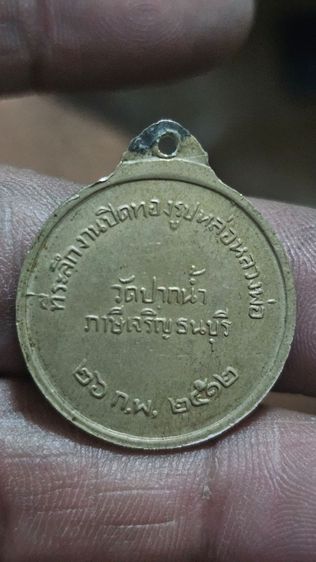 ที่ระลึกงานปิดทองรูปหล่อหลวงพ่อ
วัดปากน้ำ
ภาษีเจริญธนบุรี
๒๖ ก.พ. ๒๕๑๒